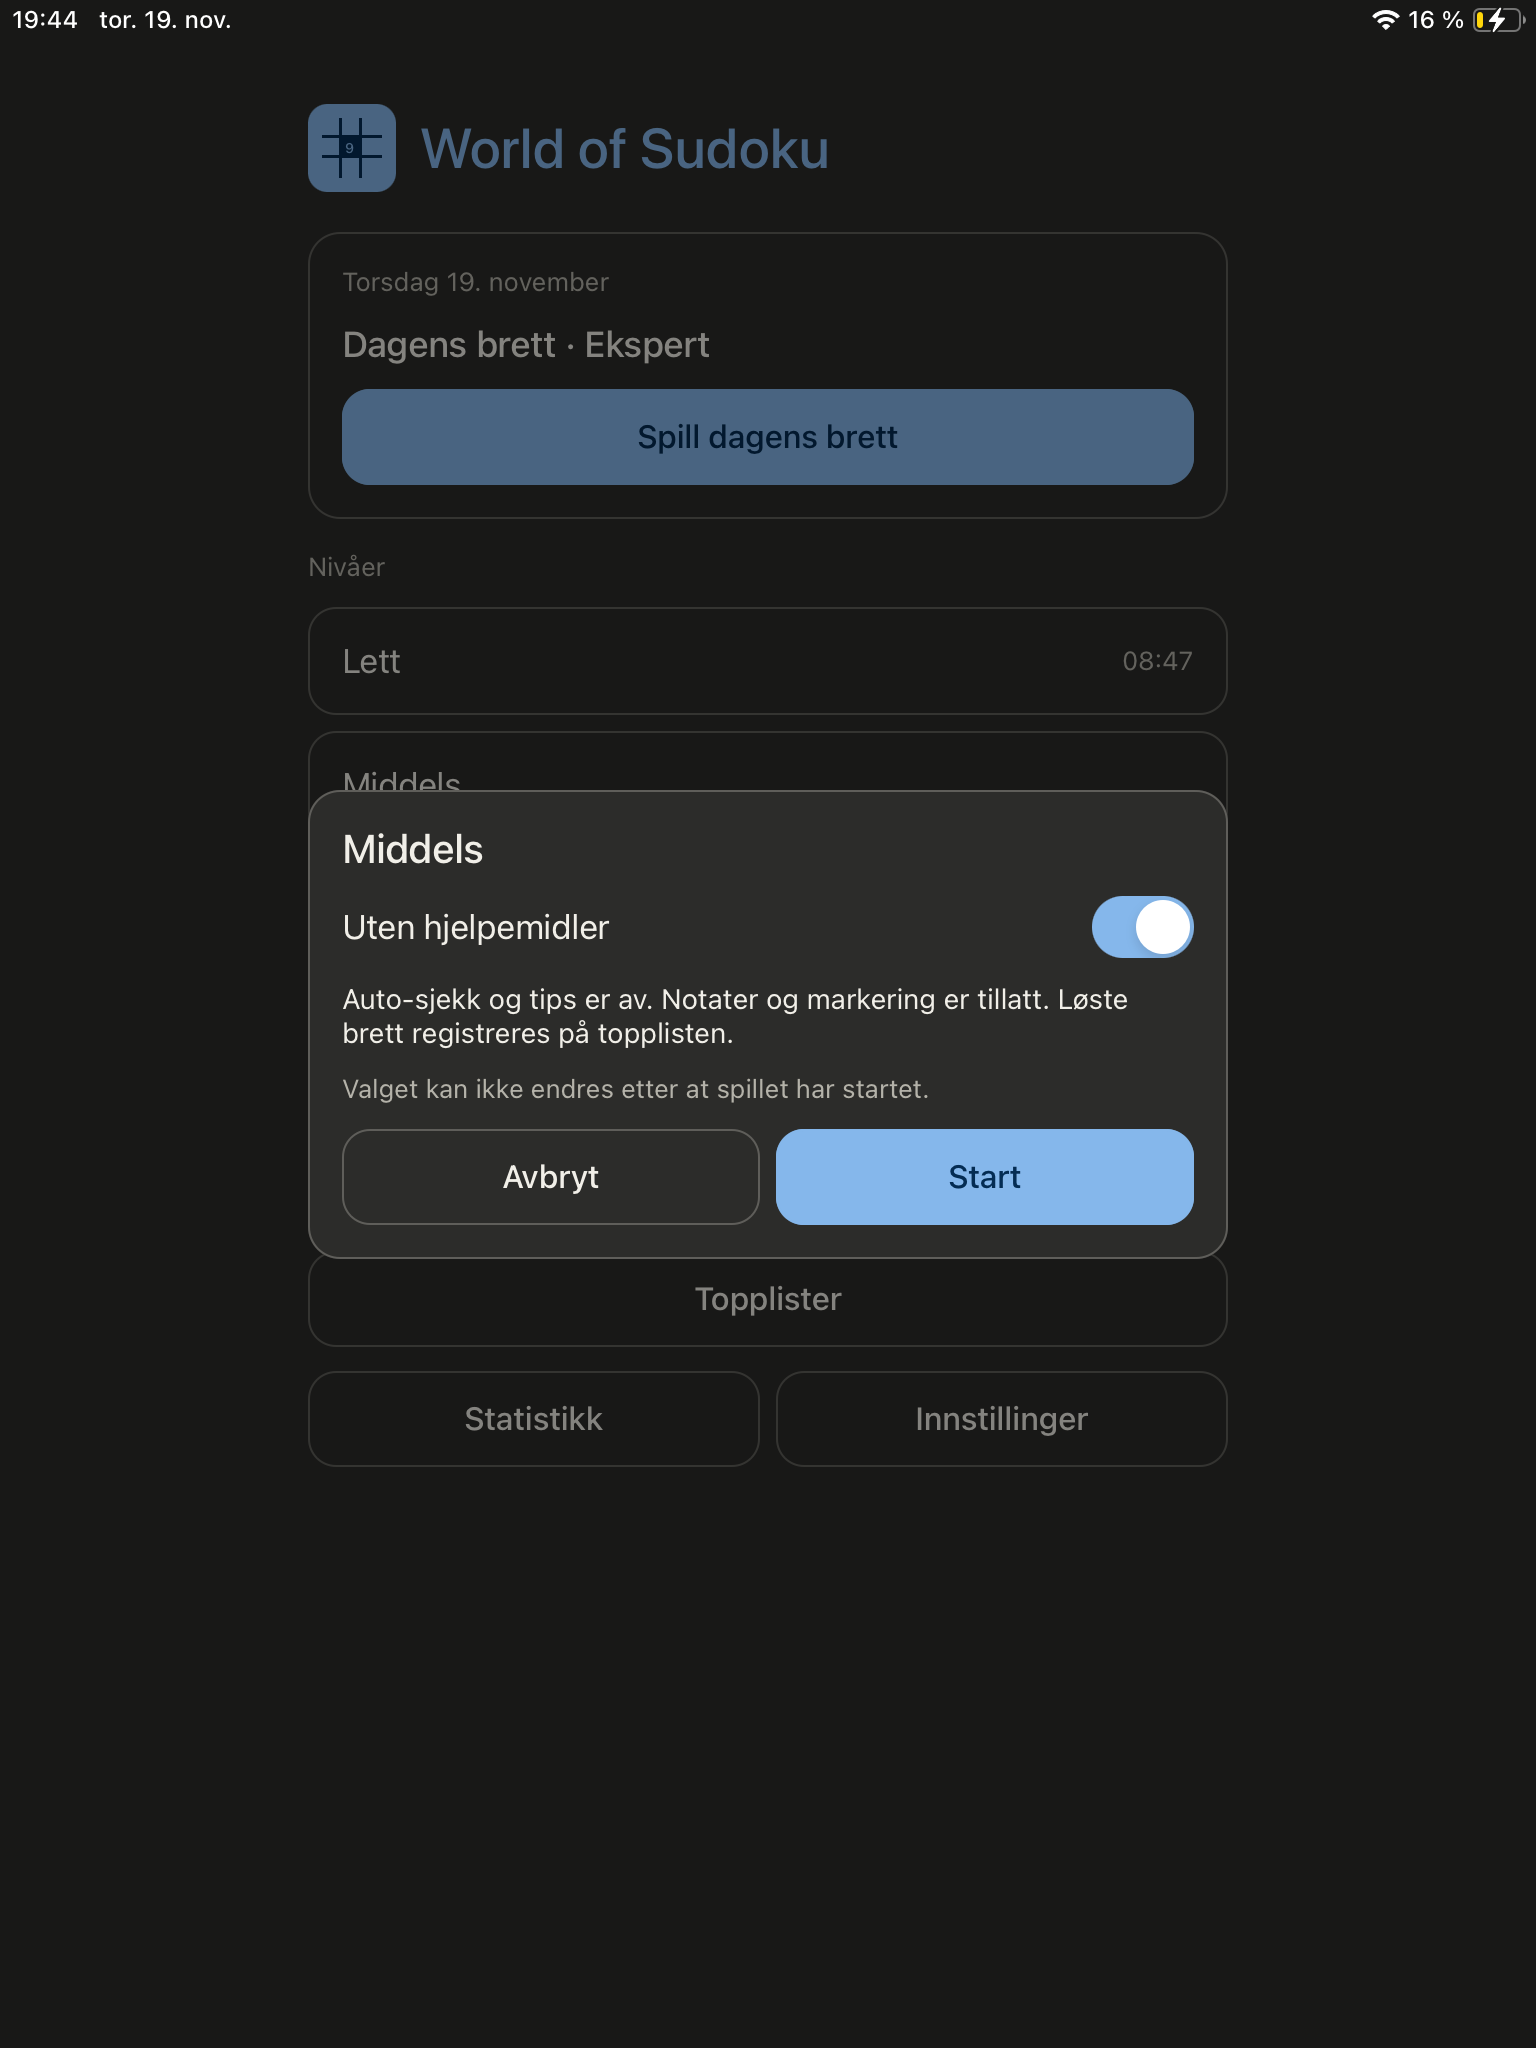 19:44 tor. 19. nov.
16 %
9
World of Sudoku
Torsdag 19. november
Dagens brett · Ekspert
Spill dagens brett
Nivåer
Lett
08:47
Middels
Middels
Uten hjelpemidler
Auto-sjekk og tips er av. Notater og markering er tillatt. Løste
brett registreres på topplisten.
Valget kan ikke endres etter at spillet har startet.
Avbryt
Start
Topplister
Statistikk
Innstillinger